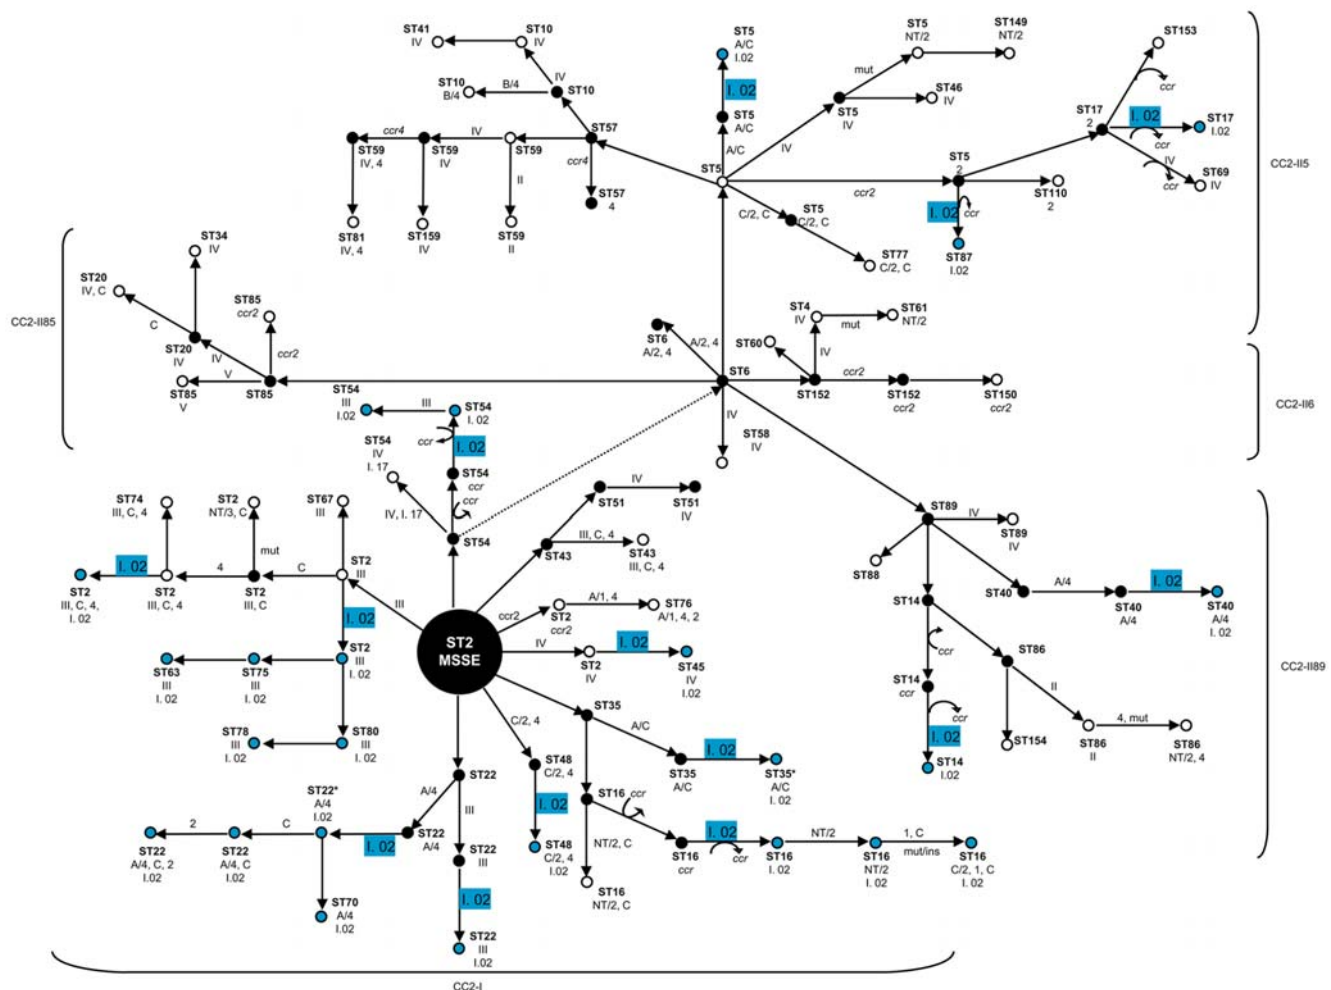 ST41
IV
ST10
IV
IV
B/4
ST10
B/4
ST10
ST57
ccr4
ST59
IV, 4
IV
ST59
IV
ST59
ccr4
II
ST57
4
ST81
IV, 4
ST159
IV
ST59
II
ST5
A/C
I.02
I. 02
ST5
A/C
A/C
ST5
ST5
NT/2
ST149
NT/2
mut
ST5
IV
ST46
IV
IV
ST153
ccr
ST17
2
I. 02
ccr
ST17
I.02
IV
ccr
ST69
IV
CC2-II5
ccr2
ST5
2
ST110
2
I. 02
ccr
ST87
I.02
C/2, C
ST5
C/2, C
ST77
C/2, C
CC2-II85
ST34
IV
ST20
IV, C
C
ST20
IV
IV
ST85
ccr2
ccr2
V
ST85
V
ST85
ST6
A/2, 4
A/2, 4
ST6
IV
ST58
IV
ST4
IV
mut
ST61
NT/2
ST60
IV
ST152
ccr2
ST152
ccr2
ST150
ccr2
CC2-II6
ST54
III
I.02
III
ST54
I. 02
ccr
I. 02
ST54
ccr
ccr
ST54
IV
I. 17
IV, I. 17
ST54
ST51
IV
ST51
IV
ST43
III, C, 4
ST43
III, C, 4
ST74
III, C, 4
ST2
NT/3, C
ST67
III
mut
I. 02
4
C
ST2
III
ST2
III, C, 4,
I. 02
ST2
III, C, 4
ST2
III, C
I. 02
III
ST2
MSSE
ccr2
ST2
ccr2
A/1, 4
ST76
A/1, 4, 2
IV
ST2
IV
I. 02
ST45
IV
I.02
ST63
III
I. 02
ST75
III
I. 02
ST2
III
I. 02
ST78
III
I. 02
ST80
III
I. 02
ST89
IV
ST89
IV
ST88
ST40
A/4
ST40
A/4
I. 02
ST40
A/4
I. 02
ST14
ccr
ST14
ccr
ccr
I. 02
ST14
I.02
ST86
II
ST154
ST86
II
4, mut
ST86
NT/2, 4
CC2-II89
C/2, 4
ST48
C/2, 4
I. 02
ST48
C/2, 4
I. 02
ST35
A/C
ST35
A/C
I. 02
ST35*
A/C
I. 02
ST16
ccr
NT/2, C
ST16
NT/2, C
ST16
ccr
I. 02
ccr
ST16
I. 02
NT/2
ST16
NT/2
I. 02
1, C
mut/ins
ST16
C/2, 1, C
I. 02
ST22
A/4
III
ST22
A/4
I. 02
ST22*
A/4
I.02
C
ST22
A/4, C
I.02
2
ST22
A/4, C, 2
I.02
ST70
A/4
I.02
ST22
III
I. 02
ST22
III
I.02
CC2-I